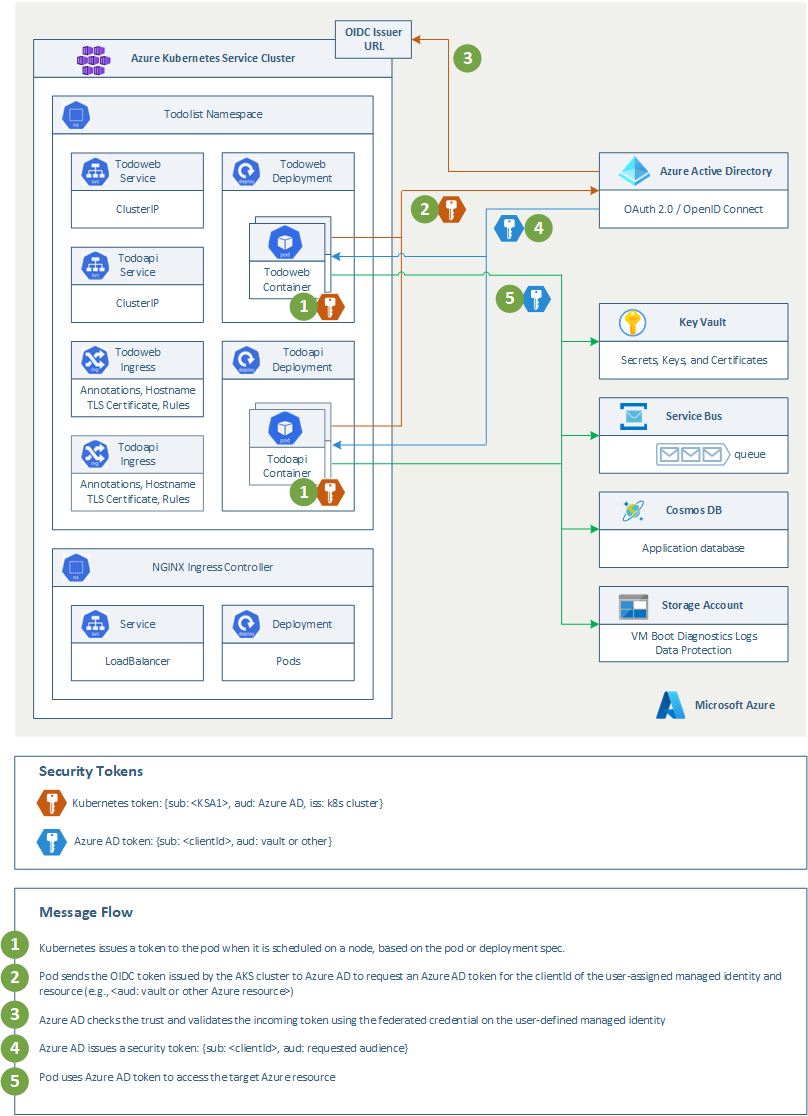 OIDC Issuer
URL
Azure Kubernetes Service Cluster
3
Todolist Namespace
ns
Todoweb
Service
svc
ClusterIP
Todoweb
Deployment
deploy
pod
Todoweb
Container
1
Todoapi
Service
svc
ClusterIP
Todoweb
Ingress
ing
Annotations, Hostname
TLS Certificate, Rules
Todoapi
Deployment
deploy
pod
Todoapi
Container
1
Todoapi
Ingress
ing
Annotations, Hostname
TLS Certificate, Rules
NGINX Ingress Controller
ns
Service
svc
LoadBalancer
Deployment
deploy
Pods
2
4
5
Azure Active Directory
OAuth 2.0 / OpenID Connect
Key Vault
Secrets, Keys, and Certificates
Service Bus
queue
Cosmos DB
Application database
Storage Account
VM Boot Diagnostics Logs
Data Protection
Microsoft Azure
Security Tokens
Kubernetes token: {sub: <KSA1>, aud: Azure AD, iss: k8s cluster}
Azure AD token: {sub: <clientId>, aud: vault or other}
Message Flow
1
Kubernetes issues a token to the pod when it is scheduled on a node, based on the pod or deployment spec.
2
Pod sends the OIDC token issued by the AKS cluster to Azure AD to request an Azure AD token for the clientId of the user-assigned managed identity and
resource (e.g., <aud: vault or other Azure resource>)
3
Azure AD checks the trust and validates the incoming token using the federated credential on the user-defined managed identity
4
Azure AD issues a security token: {sub: <clientId>, aud: requested audience}
5
Pod uses Azure AD token to access the target Azure resource